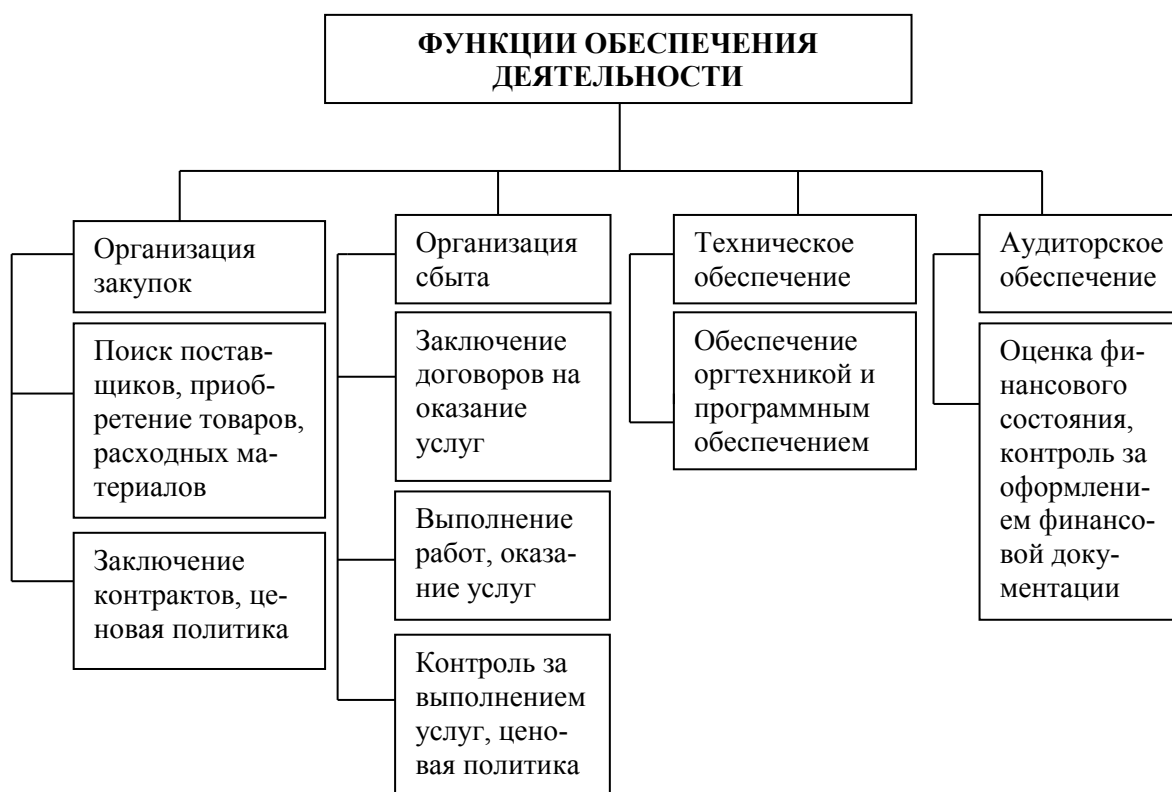 ФУНКЦИИ ОБЕСПЕЧЕНИЯ
ДЕЯТЕЛЬНОСТИ
Организация
закупок
Поиск постав-
щиков, приоб-
ретение товаров,
расходных ма-
териалов
Заключение
контрактов, це-
новая политика
Организация
сбыта
Заключение
договоров на
оказание
услуг
Выполнение
работ, оказа-
ние услуг
Контроль за
выполнением
услуг, цено-
вая политика
Техническое
обеспечение
Обеспечение
оргтехникой и
программным
обеспечением
Аудиторское
обеспечение
Оценка фи-
нансового
состояния,
контроль за
оформлени-
ем финансо-
вой доку-
ментации